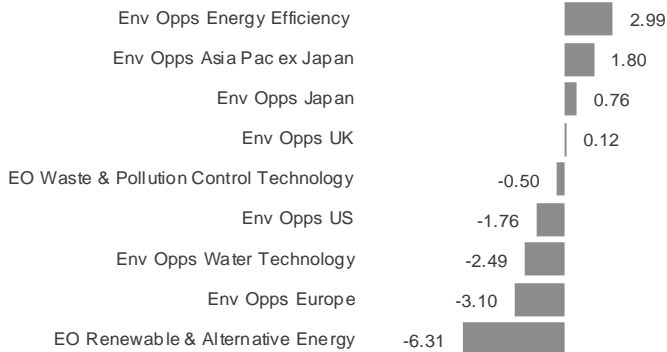 Env Opps Energy Efficiency 2.99
Env Opps Asia Pac ex Japan 1.80
Env Opps Japan 0.76
Env Opps UK 0.12
EO Waste & Pollution Control Technology -0.50
Env Opps US -1.76
Env Opps Water Technology -2.49
Env Opps Europe -3.10
EO Renewable & Alternative Energy -6.31